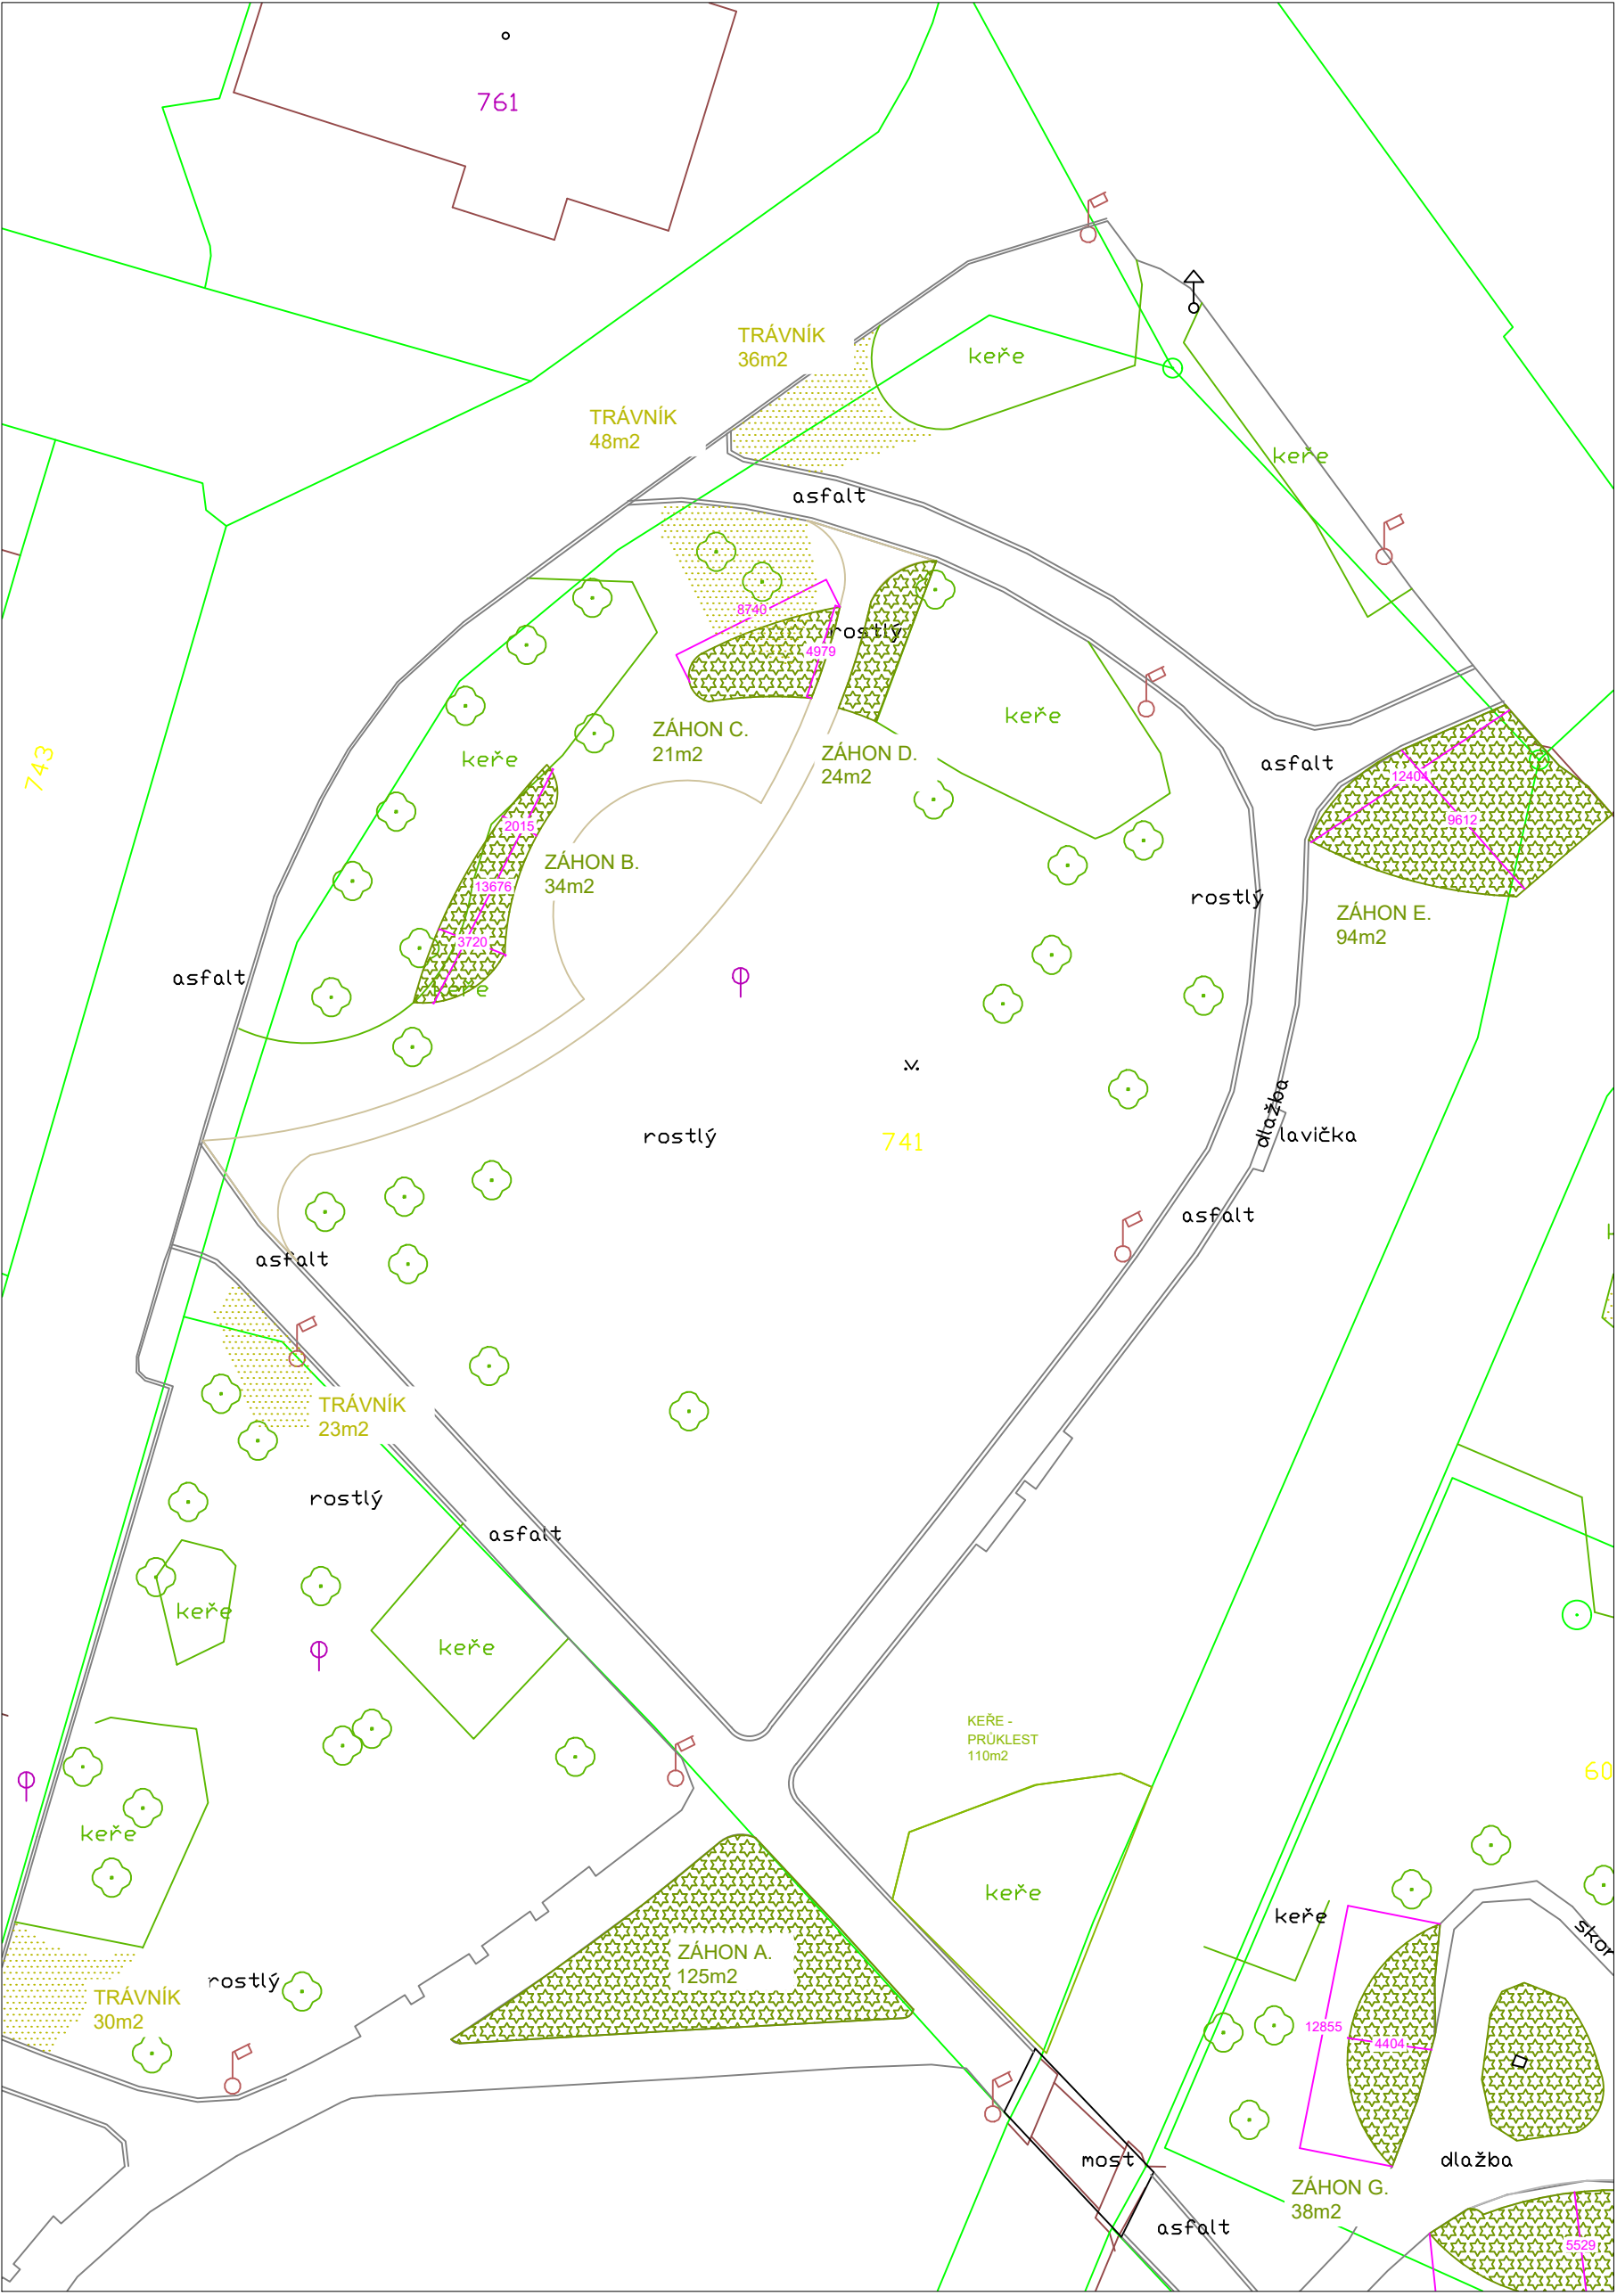 761
TRÁVNÍK
36m2
keře
TRÁVNÍK
48m2
keře
asfalt
8740
rostlý
4979
keře
ZÁHON C.
21m2
ZÁHON D.
24m2
743
keře
asfalt
12404
9612
2015
ZÁHON B.
34m2
13676
rostlý
ZÁHON E.
94m2
3720
asfalt
keře
dlažba
lavička
rostlý
741
asfalt
asfalt
TRÁVNÍK
23m2
rostlý
asfalt
keře
keře
KEŘE -
PRŮKLEST
110m2
60
keře
keře
keře
ZÁHON A.
125m2
skor
rostlý
TRÁVNÍK
30m2
12855
4404
most
dlažba
ZÁHON G.
38m2
asfalt
5529